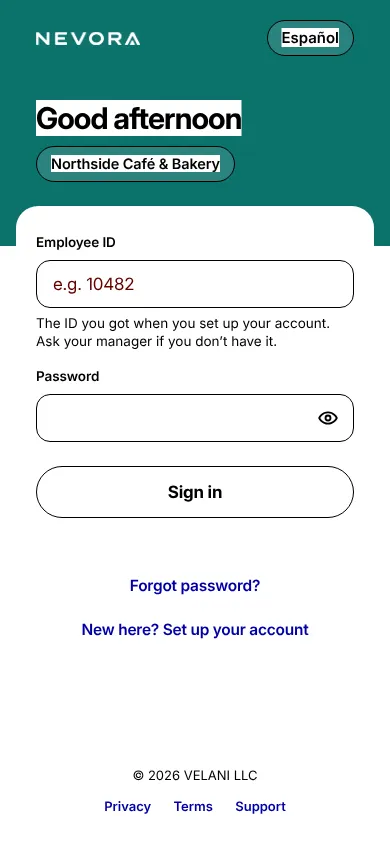 NEVORA
Español
Good afternoon
Northside Café & Bakery
Employee ID
e.g. 10482
The ID you got when you set up your account.
Ask your manager if you don’t have it.
Password
Sign in
Forgot password?
New here? Set up your account
© 2026 VELANI LLC
Privacy Terms Support